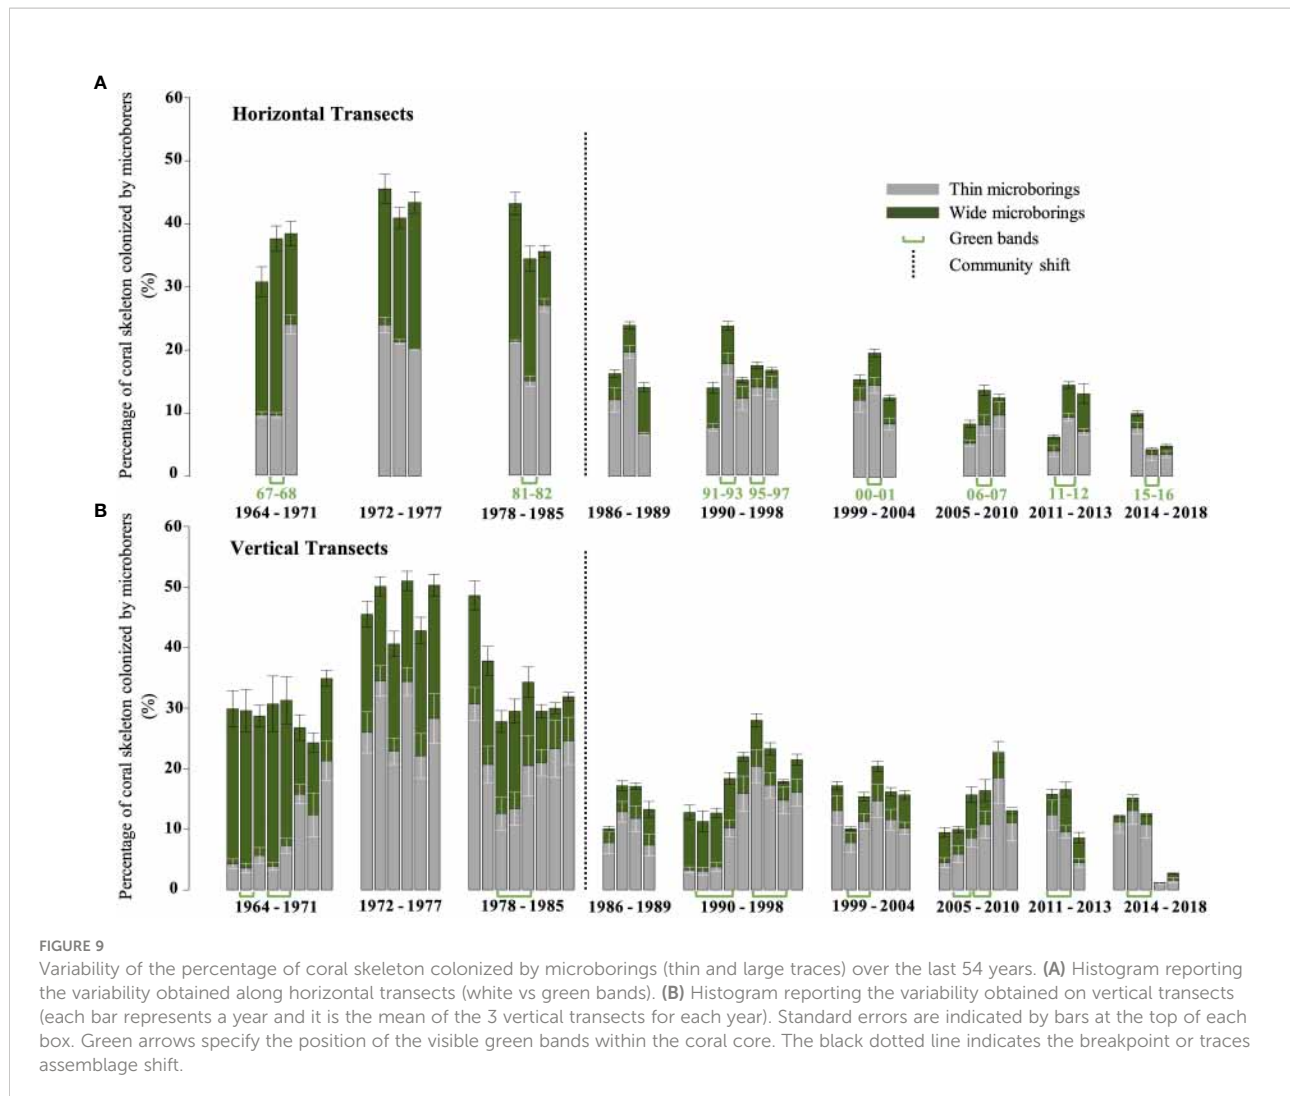 A
Percentage of coral skeleton colonized by microborers
(%)
60
50
40
30
20
10
0
Horizontal Transects
Thin microborings
Wide microborings
Green bands
Community shift
67-68
81-82
91-93
95-97
00-01
06-07
11-12
15-16
1964 - 1971
1972 - 1977
1978 - 1985
1986 - 1989
1990 - 1998
1999 - 2004
2005 - 2010
2011 - 2013
2014 - 2018
B
Percentage of coral skeleton colonized by microborers
(%)
60
50
40
30
20
10
0
Vertical Transects
1964 - 1971
1972 - 1977
1978 - 1985
1986 - 1989
1990 - 1998
1999 - 2004
2005 - 2010
2011 - 2013
2014 - 2018
FIGURE 9
Variability of the percentage of coral skeleton colonized by microborings (thin and large traces) over the last 54 years. (A) Histogram reporting
the variability obtained along horizontal transects (white vs green bands). (B) Histogram reporting the variability obtained on vertical transects
(each bar represents a year and it is the mean of the 3 vertical transects for each year). Standard errors are indicated by bars at the top of each
box. Green arrows specify the position of the visible green bands within the coral core. The black dotted line indicates the breakpoint or traces
assemblage shift.